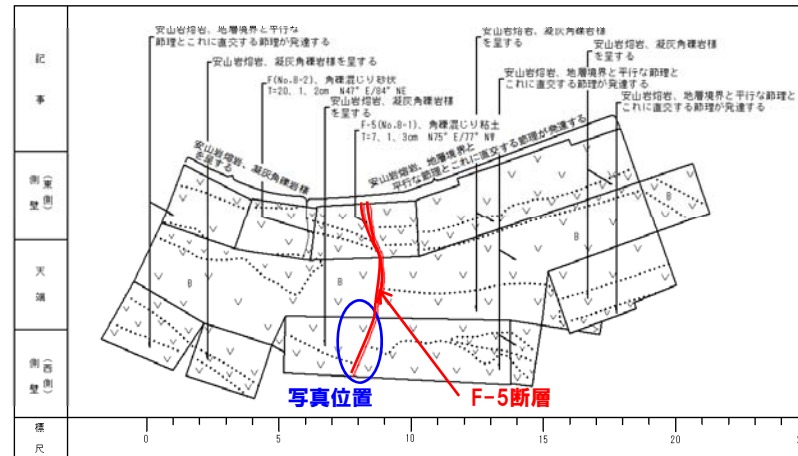 記事
安山岩熔岩、地層境界と平行な
節理とこれに直交する節理が発達する
安山岩熔岩、凝灰角礫岩様を呈する
F(No.8-2)、角礫混じり砂状
T=20.1.2cm N47°E/84°NE
安山岩熔岩、凝灰角礫岩様
を呈する
F-5(No.8-1)、角礫混じり粘土
T=7.1.3cm N75°E/77°NW
安山岩熔岩、凝灰角礫岩様
を呈する
安山岩熔岩、凝灰角礫岩様
を呈する
安山岩熔岩、地層境界と平行な節理と
これに直交する節理が発達する
安山岩熔岩、地層境界と平行な節理と
これに直交する節理が発達する
安山岩熔岩、凝灰角礫岩様
を呈する
安山岩熔岩、地層境界と
平行な節理とこれに直交する節理が発達する
側壁(東側)
B
天端
B
B
側壁(西側)
写真位置
F-5断層
標尺
0 5 10 15 20